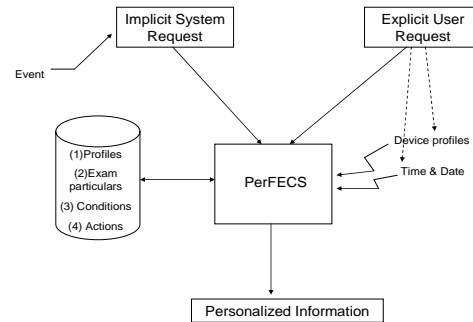 Implicit System
Request
Explicit User
Request
Event
(1)Profiles
(2)Exam
particulars
(3) Conditions
(4) Actions
PerFECS
Device profiles
Time & Date
Personalized Information